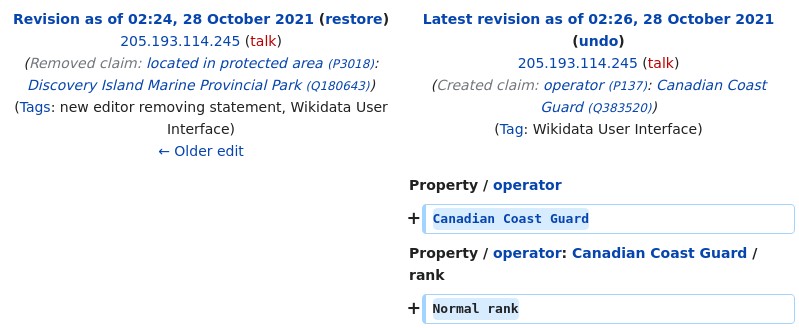 Revision as of 02:24, 28 October 2021 (restore)
205.193.114.245 (talk)
(Removed claim: located in protected area (P3018):
Discovery Island Marine Provincial Park (Q180643))
(Tags: new editor removing statement, Wikidata User
Interface)
← Older edit
Latest revision as of 02:26, 28 October 2021
(undo)
205.193.114.245 (talk)
(Created claim: operator (P137): Canadian Coast
Guard (Q383520))
(Tag: Wikidata User Interface)
Property / operator
+ Canadian Coast Guard
Property / operator: Canadian Coast Guard /
rank
+ Normal rank